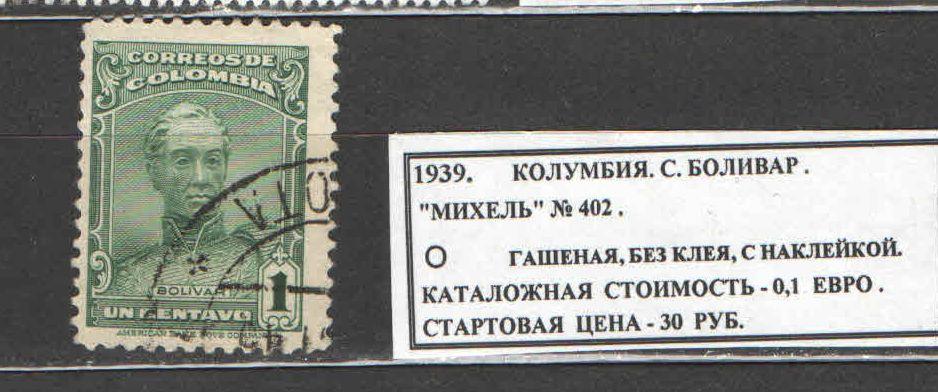 CORREOS DE
COLOMBIA
BOLIVAR
1
UN CENTAVO
1939. КОЛУМБИЯ. С. БОЛИВАР .
"МИХЕЛЬ" № 402 .
О ГАШЕНАЯ, БЕЗ КЛЕЯ, С НАКЛЕЙКОЙ.
КАТАЛОЖНАЯ СТОИМОСТЬ - 0,1 ЕВРО .
СТАРТОВАЯ ЦЕНА - 30 РУБ.